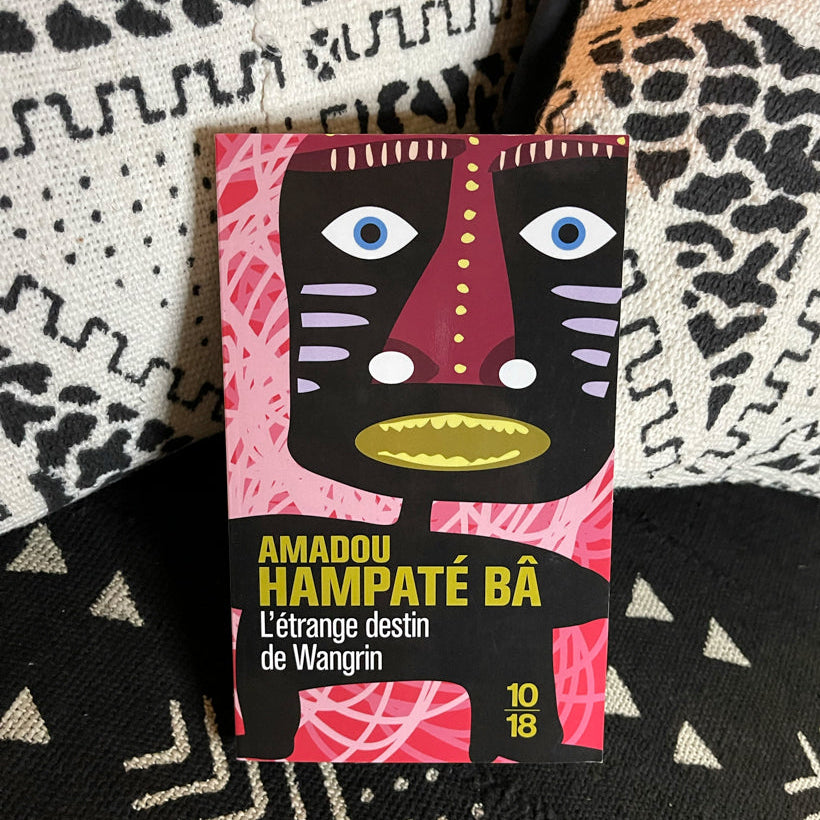 AMADOU
HAMPATÉ BÂ
L'étrange destin
de Wangrin
10
18